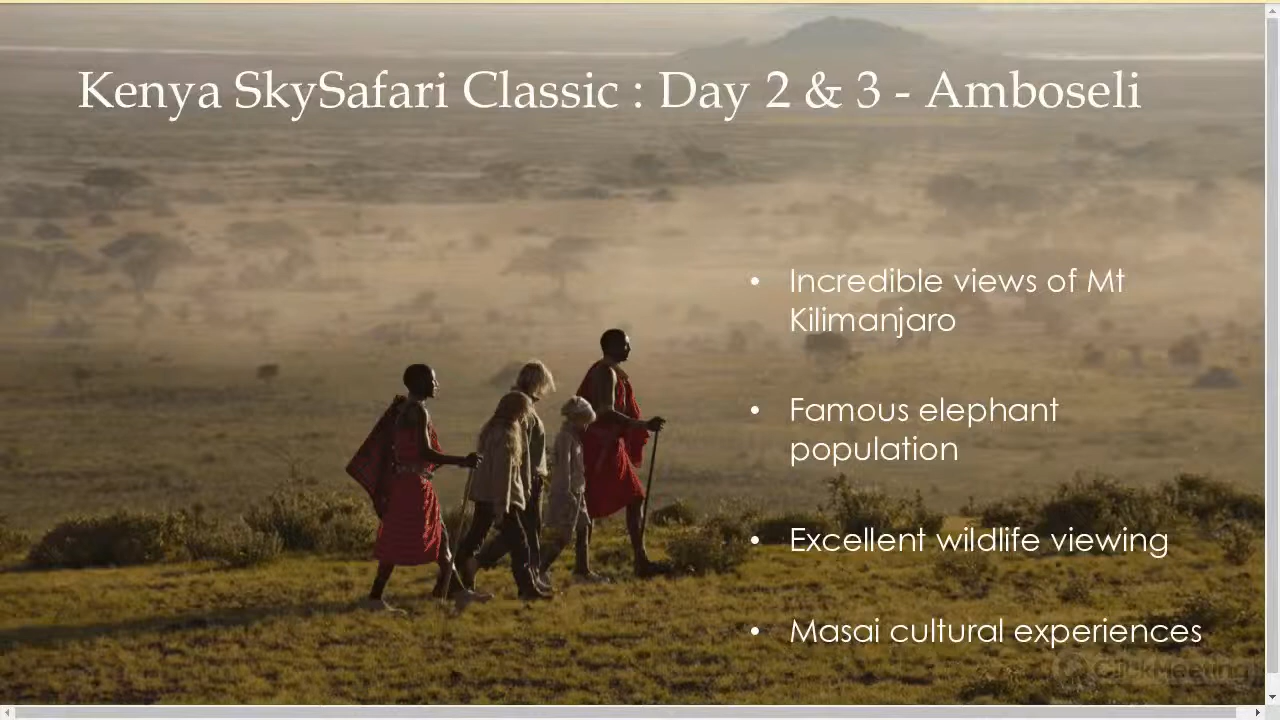 Kenya SkySafari Classic : Day 2 & 3 - Amboseli
• Incredible views of Mt
Kilimanjaro
• Famous elephant
population
• Excellent wildlife viewing
• Masai cultural experiences
ClickMeeting